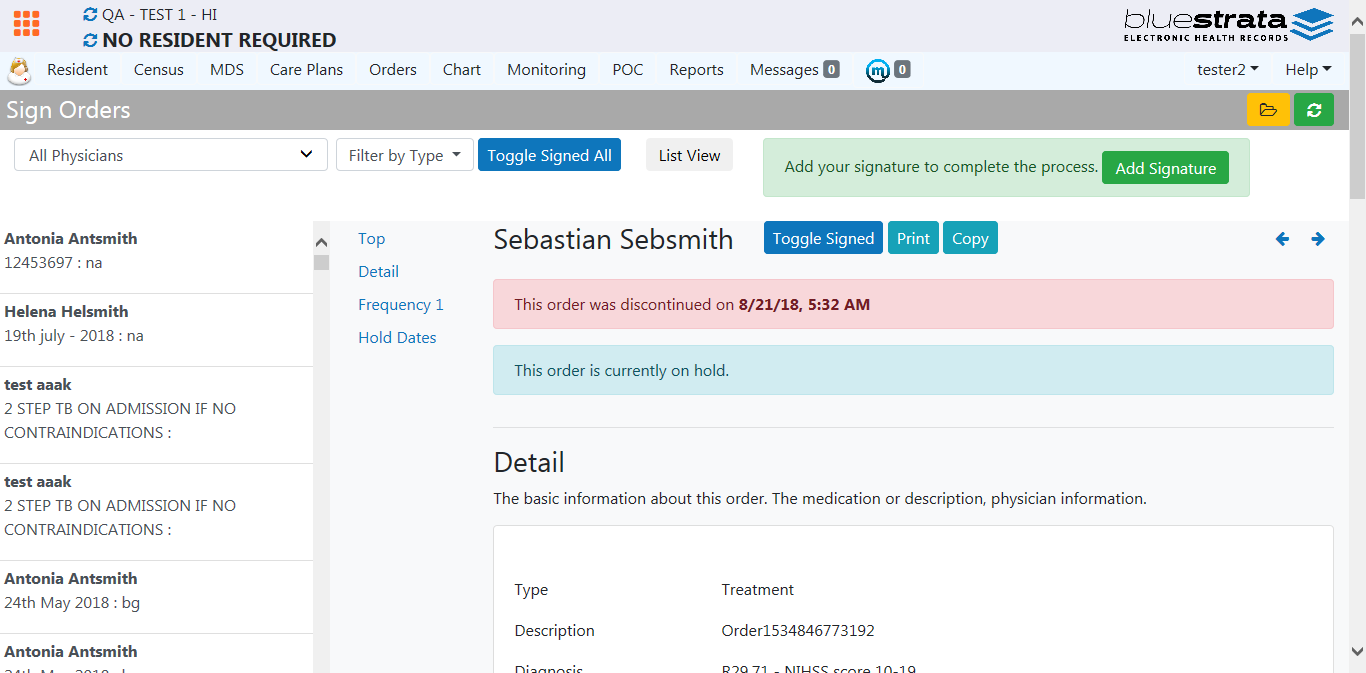 QA - TEST 1 - HI
NO RESIDENT REQUIRED
bluestrata
ELECTRONIC HEALTH RECORDS
Resident Census MDS Care Plans Orders Chart Monitoring POC Reports Messages 0 m 0 tester2 Help
Sign Orders
All Physicians Filter by Type Toggle Signed All List View Add your signature to complete the process. Add Signature
Antonia Antsmith
12453697 : na
Helena Helsmith
19th july - 2018 : na
test aaak
2 STEP TB ON ADMISSION IF NO
CONTRAINDICATIONS :
test aaak
2 STEP TB ON ADMISSION IF NO
CONTRAINDICATIONS :
Antonia Antsmith
24th May 2018 : bg
Antonia Antsmith
Top
Detail
Frequency 1
Hold Dates
Sebastian Sebsmith Toggle Signed Print Copy
This order was discontinued on 8/21/18, 5:32 AM
This order is currently on hold.
Detail
The basic information about this order. The medication or description, physician information.
Type Treatment
Description Order1534846773192
Diagnosis R29.71 - NIHSS score 10-19